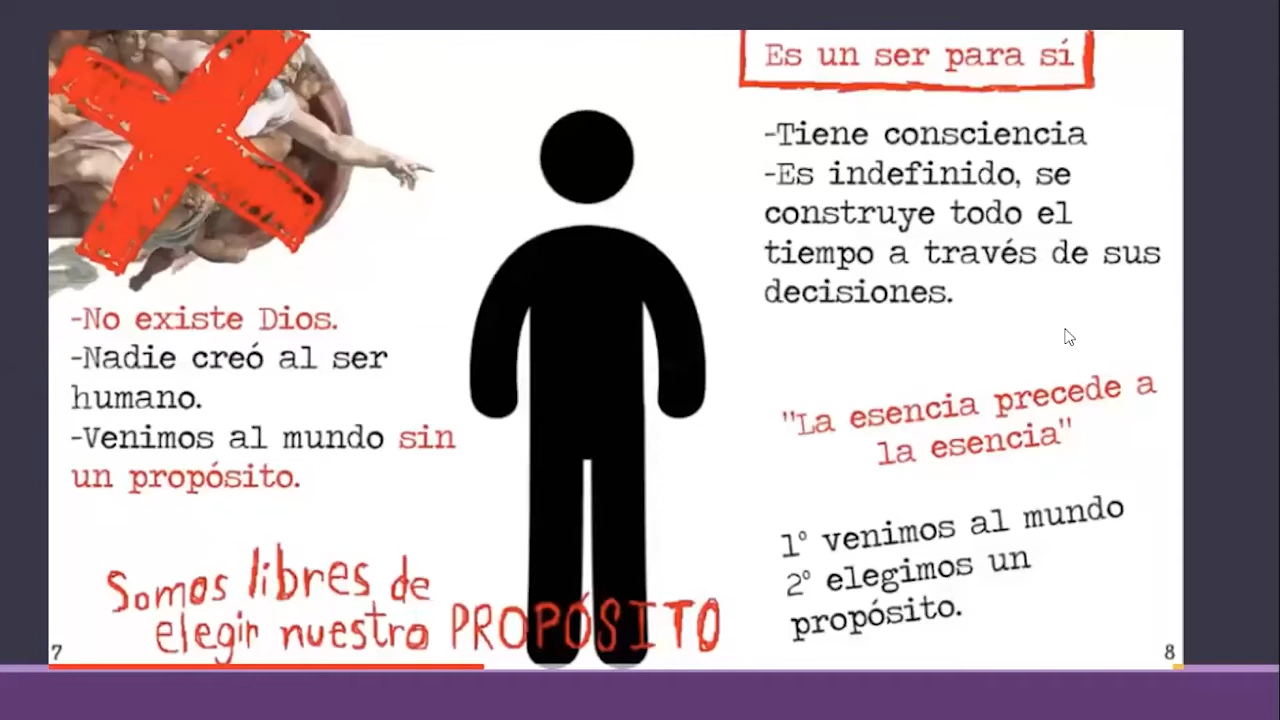 -No existe Dios.
-Nadie creó al ser
humano.
-Venimos al mundo sin
un propósito.
Somos libres de
elegir nuestro PROPÓSITO
7
Es un ser para sí
-Tiene consciencia
-Es indefinido, se
construye todo el
tiempo a través de sus
decisiones.
"La esencia precede a
la esencia"
1º venimos al mundo
2º elegimos un
propósito.
8